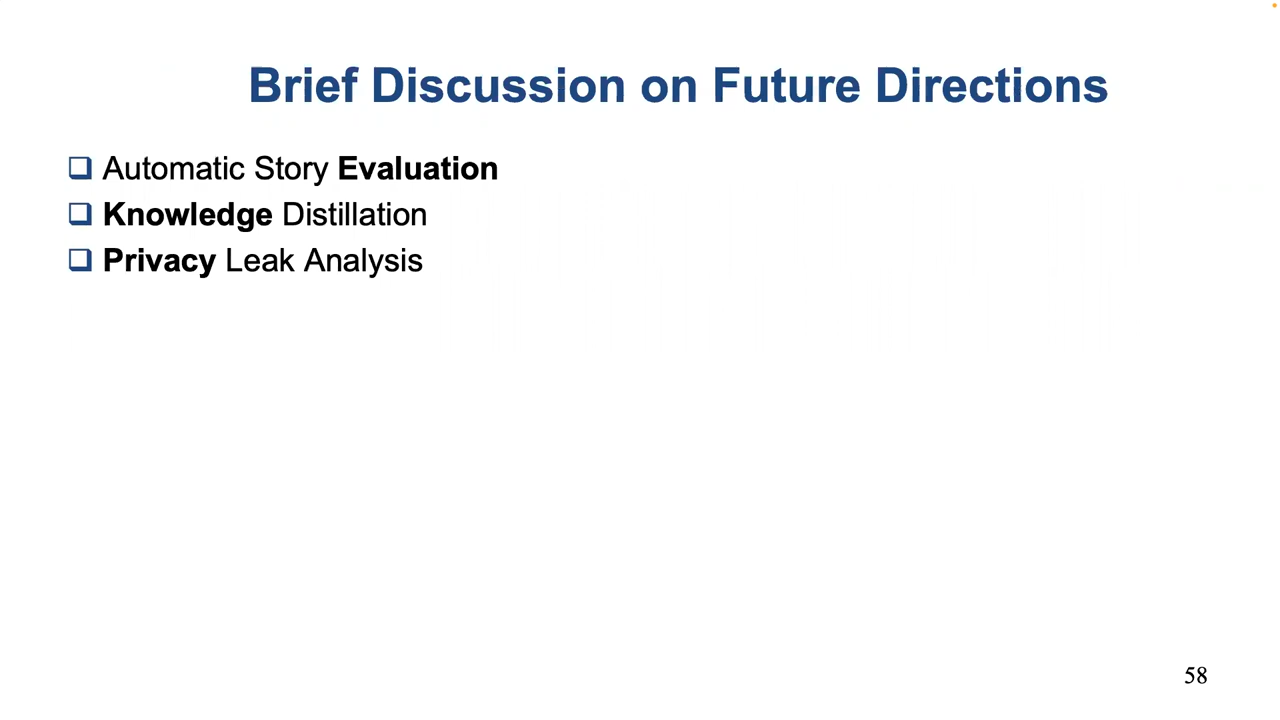 Brief Discussion on Future Directions
❑ Automatic Story Evaluation
❑ Knowledge Distillation
❑ Privacy Leak Analysis
58